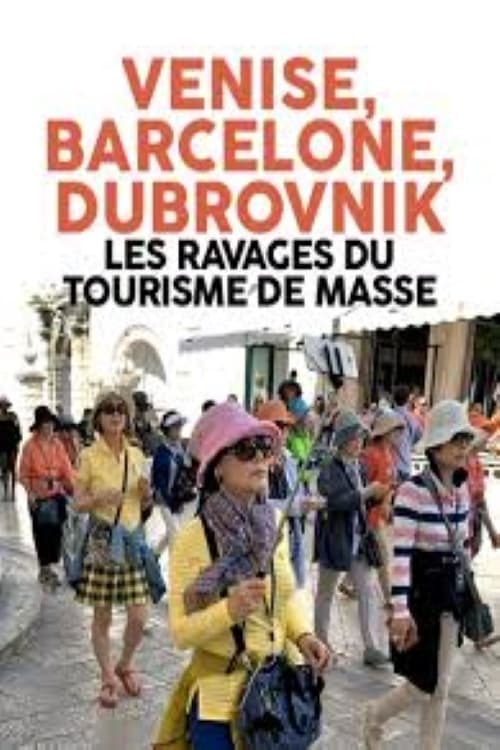 VENISE,
BARCELONE,
DUBROVNIK
LES RAVAGES DU
TOURISME DE MASSE